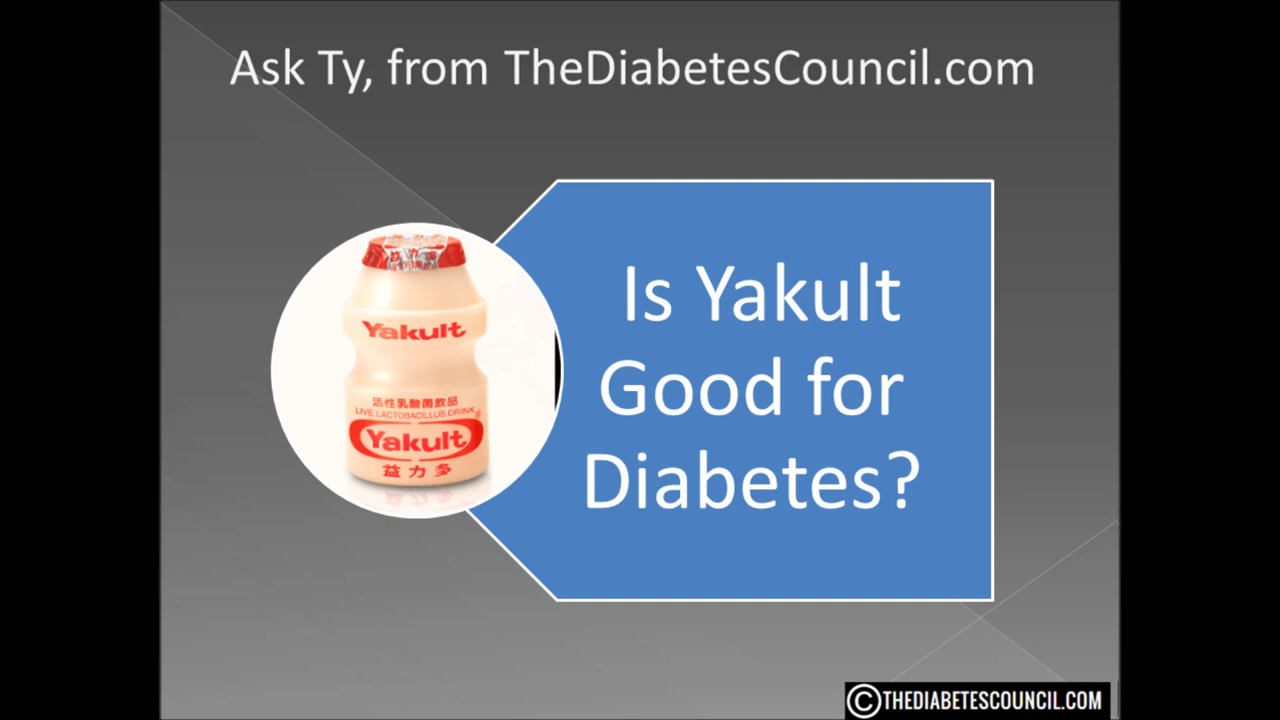 Ask Ty, from TheDiabetesCouncil.com
Is Yakult
Good for
Diabetes?
Yakult
活性乳酸菌飲品
LIVE LACTOBACILLUS DRINK
Yakult
益力多
©THEDIABETESCOUNCIL.COM